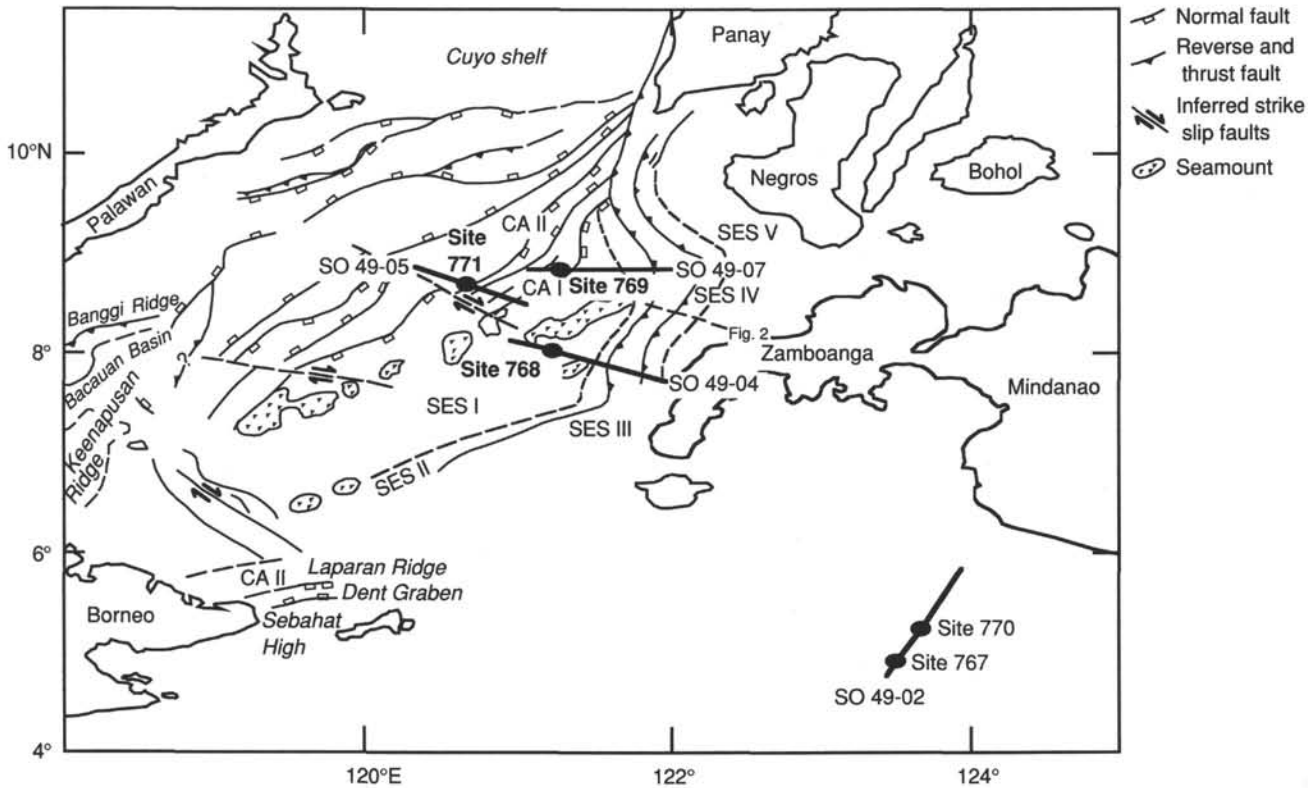 Normal fault
Reverse and
thrust fault
Inferred strike
slip faults
Seamount
Cuyo shelf
Panay
10°N
Palawan
Negros
Bohol
CA II
SES V
Site
771
SO 49-05
SO 49-07
CA I
Site 769
SES IV
Banggi Ridge
Fig. 2
8°
?
Bacauan Basin
Site 768
Zamboanga
SO 49-04
Mindanao
Keenapusan
Ridge
SES I
SES III
SES II
6°
CA II
Laparan Ridge
Dent Graben
Borneo
Sebahat
High
Site 770
Site 767
SO 49-02
4°
120°E
122°
124°